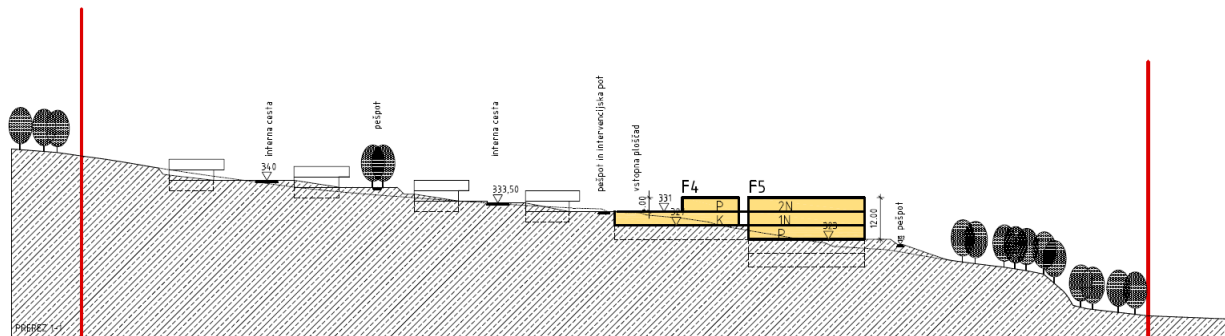 interna cesta
pešpot
interna cesta
pešpot in intervencijska pot
vstopna ploščad
F4
F5
340
333,50
331
P
2N
K
1N
P
323
12.00
pešpot
PREREZ 1-1